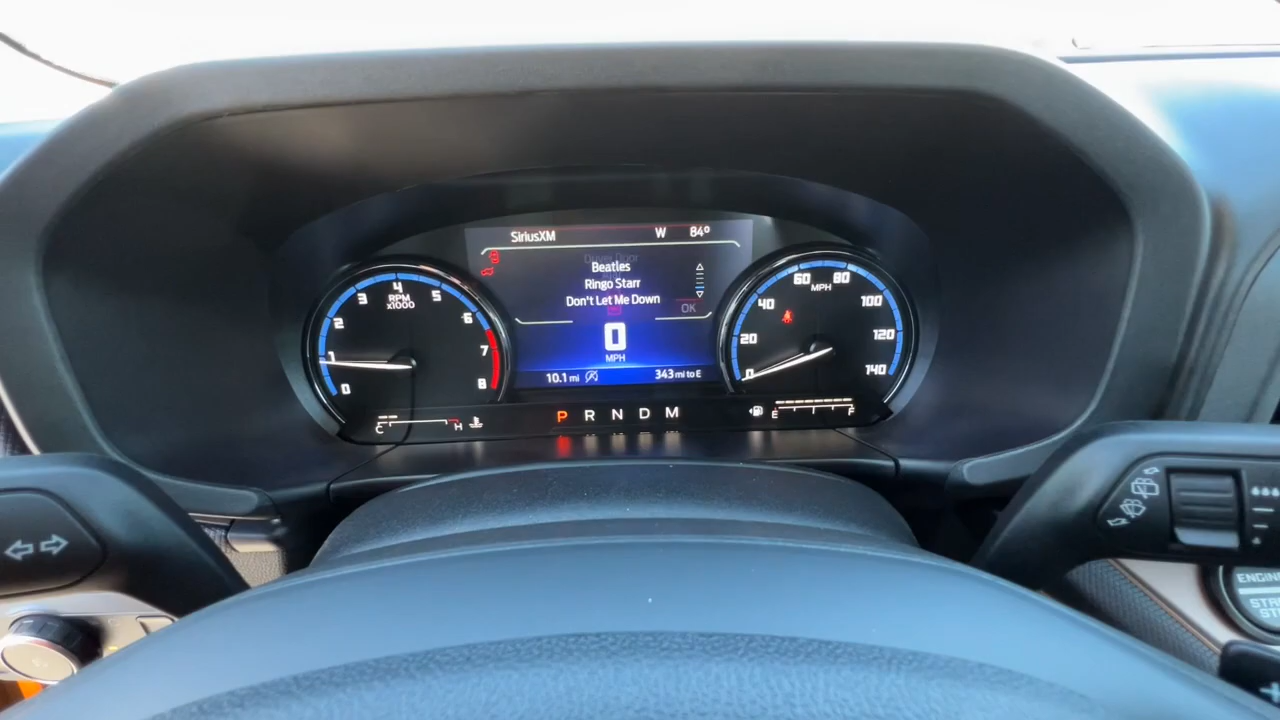 SiriusXM W 84°
Driver Door
Beatles
Ringo Starr
Don't Let Me Down
OK
0
MPH
10.1 mi 343 mi to E
RPM
x1000
0 1 2 3 4 5 6 7 8
MPH
0 20 40 60 80 100 120 140
C H
P R N D M
E F
ENGINE